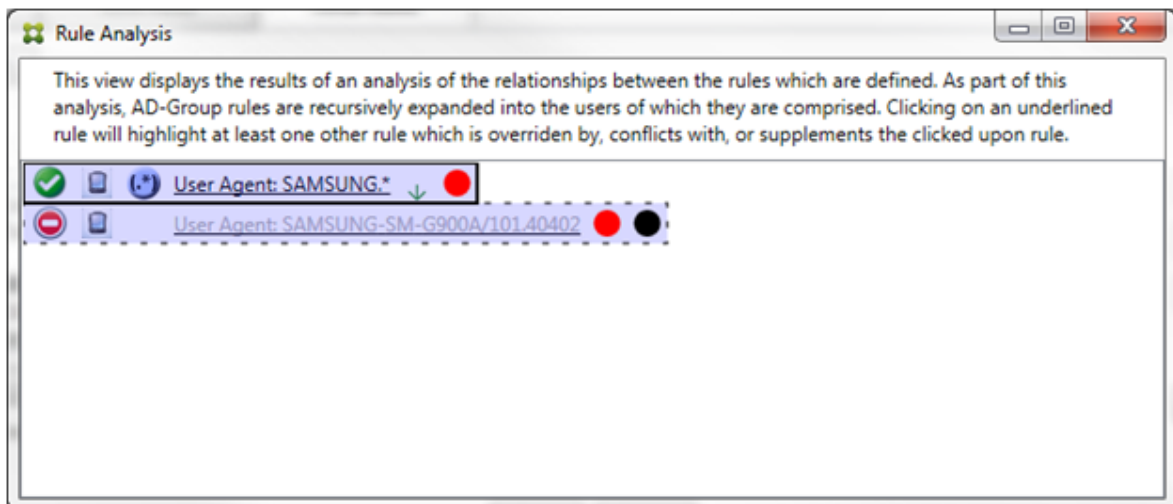 Rule Analysis
This view displays the results of an analysis of the relationships between the rules which are defined. As part of this
analysis, AD-Group rules are recursively expanded into the users of which they are comprised. Clicking on an underlined
rule will highlight at least one other rule which is overriden by, conflicts with, or supplements the clicked upon rule.
(.*) User Agent: SAMSUNG.*
User Agent: SAMSUNG-SM-G900A/101.40402